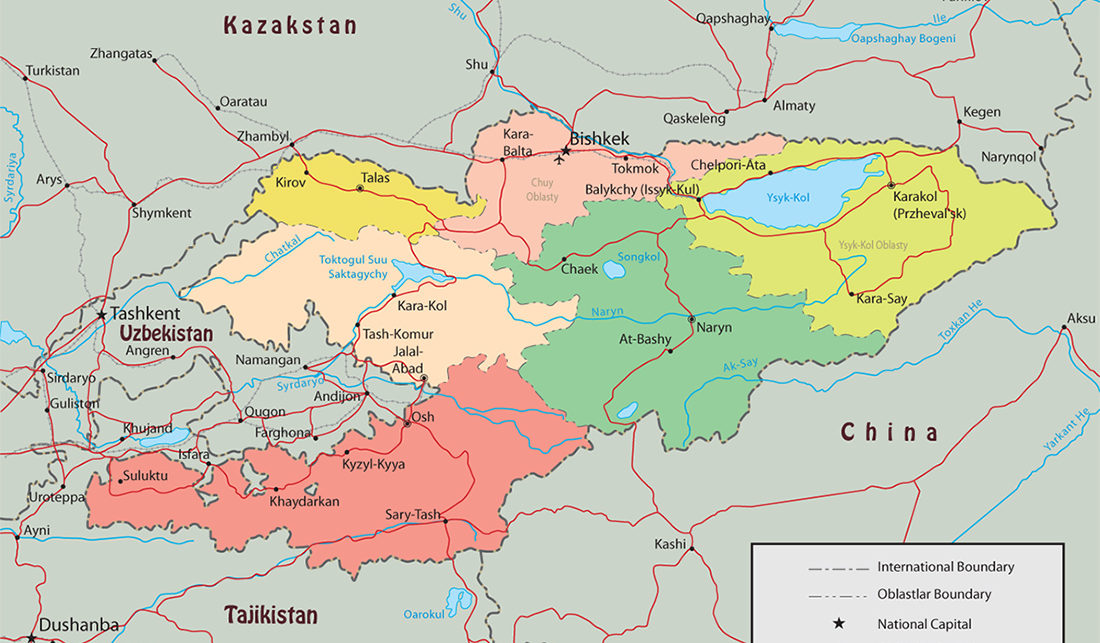 Shu
Qapshaghay
Ile
Oapshaghay Bogeni
Kazakstan
Zhangatas
Turkistan
Shu
Oaratau
Almaty
Kegen
Qaskeleng
Zhambyl
Kara-
Balta
Bishkek
Narynqol
Tokmok
Chelpori-Ata
Syrdariya
Arys
Kirov
Talas
Chuy
Oblasty
Balykchy (Issyk-Kul)
Ysyk-Kol
Karakol
(Przheval'sk)
Shymkent
Chatkal
Ysyk-Kol Oblasty
Toktogul Suu
Saktagychy
Chaek
Songkol
Kara-Kol
Kara-Say
Tashkent
Naryn
Toxkan He
Uzbekistan
Tash-Komur
Naryn
Aksu
Angren
Namangan
Jalal-
Abad
At-Bashy
Ak-Say
Sirdaryo
Syrdaryo
Andijon
Guliston
Qugon
Osh
Khujand
Farghona
China
Yarkant He
Isfara
Kyzyl-Kyya
Suluktu
Uroteppa
Khaydarkan
Sary-Tash
Ayni
Kashi
International Boundary
Oblastlar Boundary
Oarokul
Tajikistan
Dushanba
National Capital